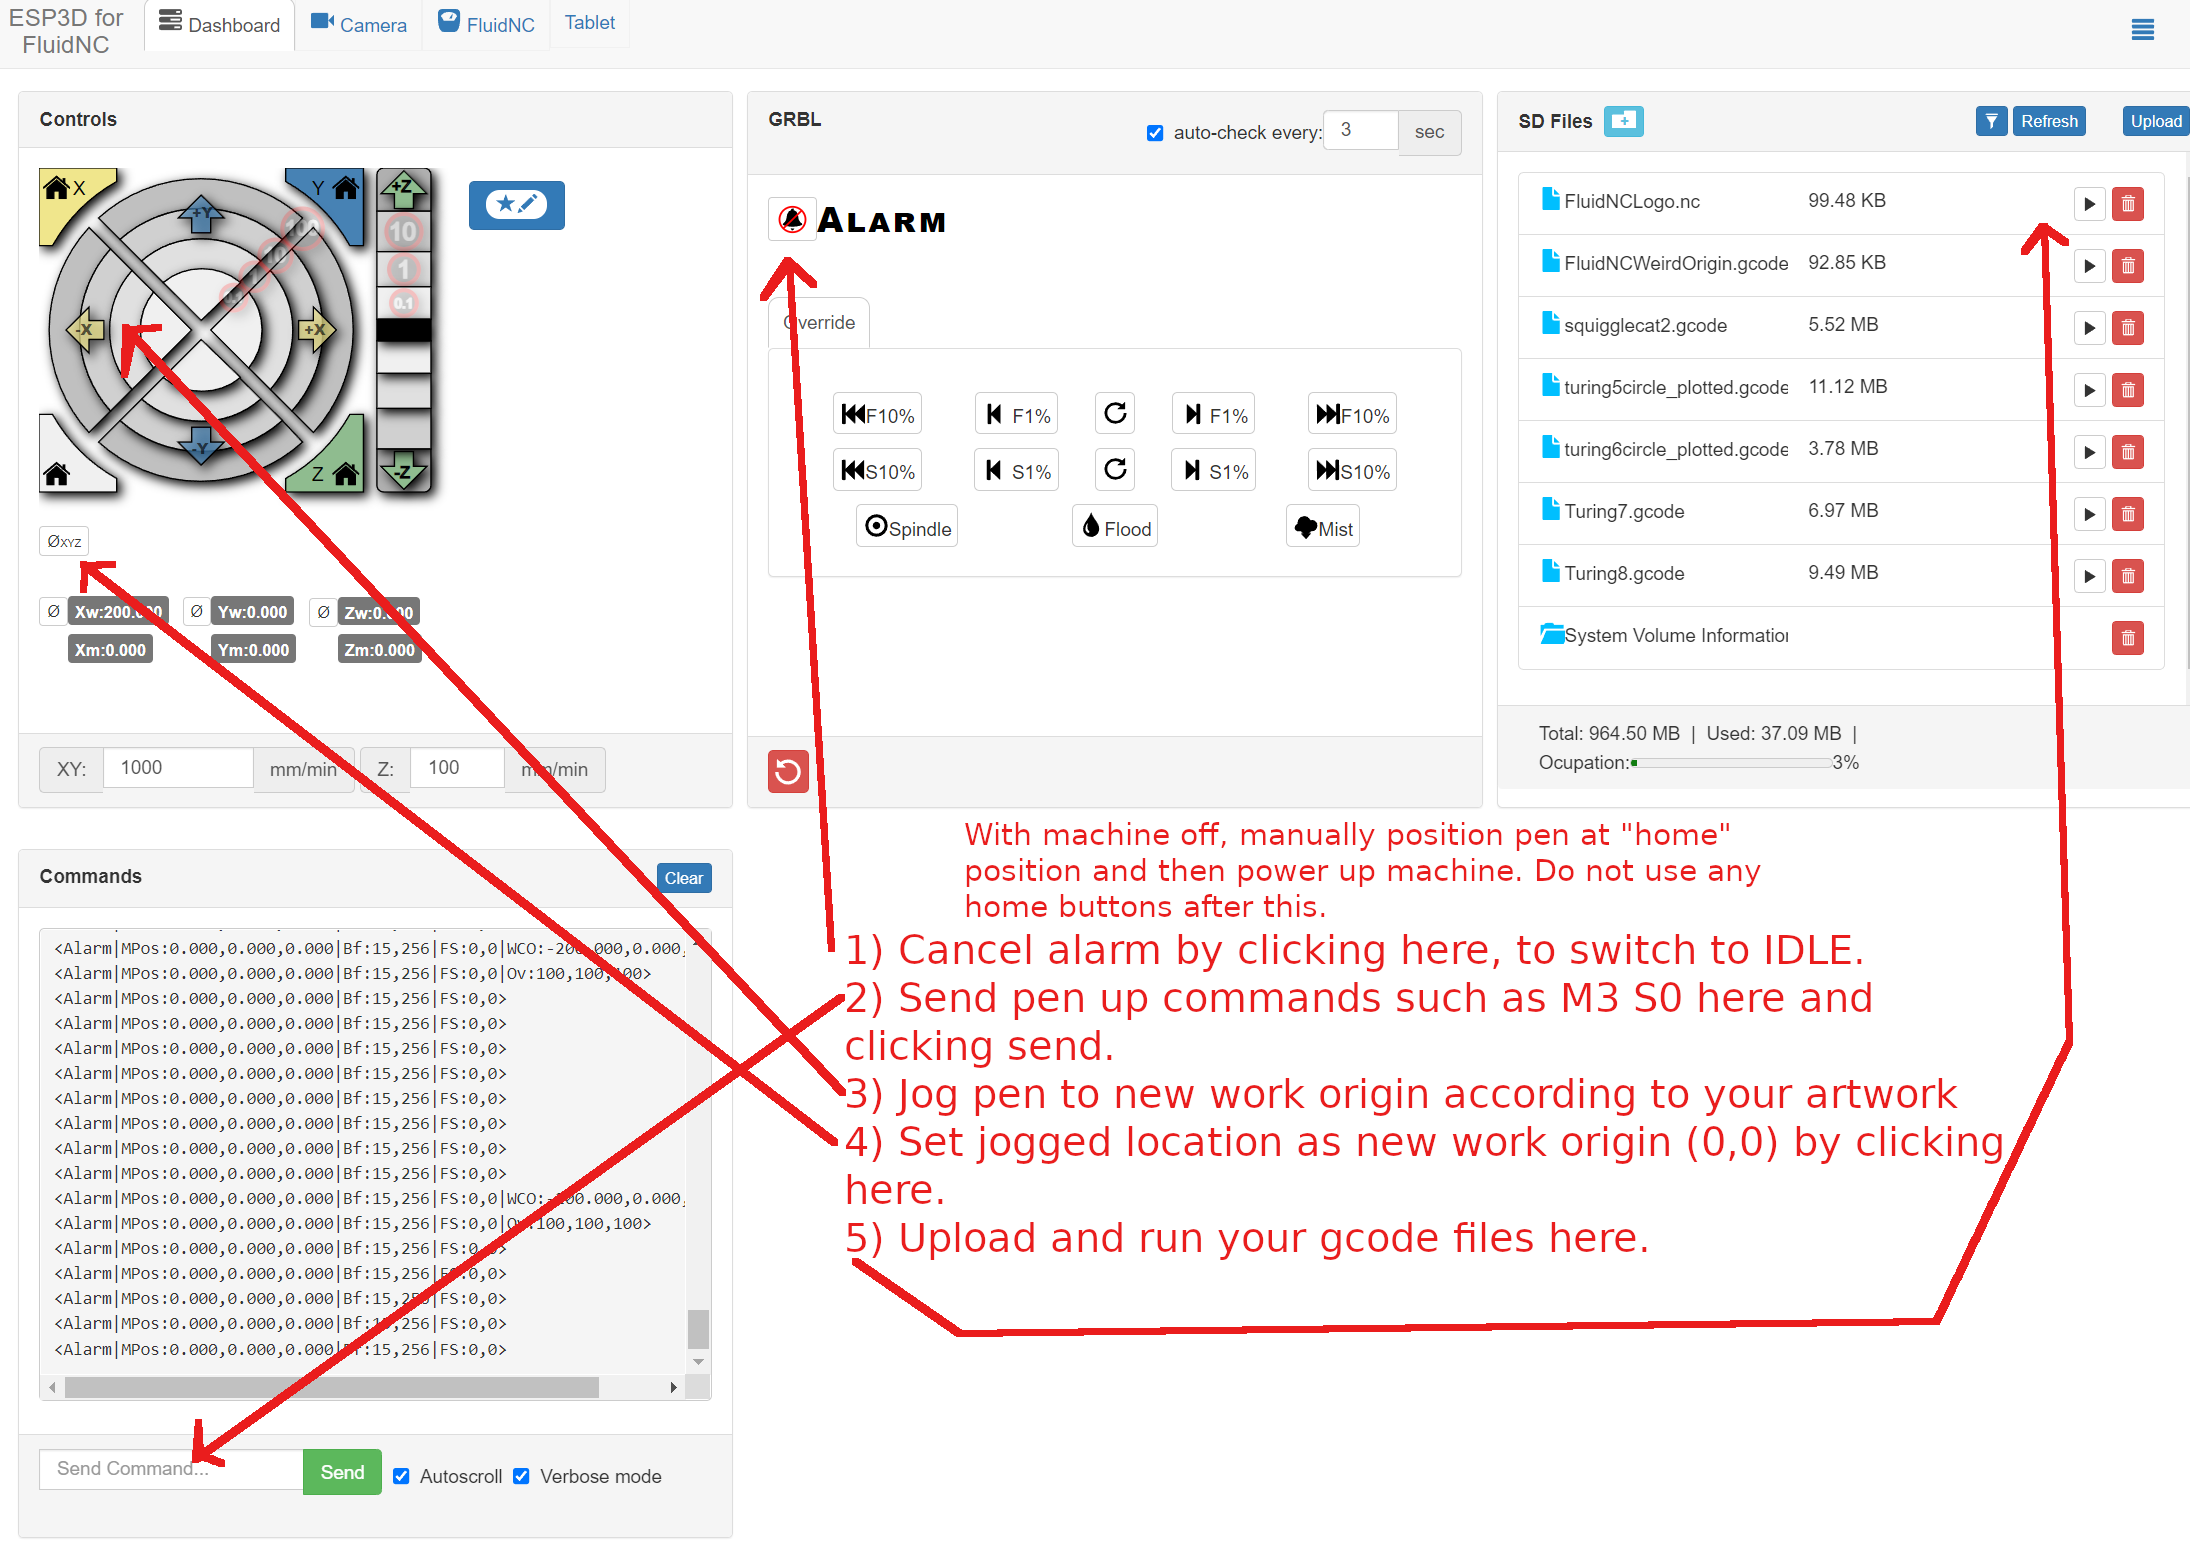 ESP3D for
FluidNC
Dashboard
Camera
FluidNC
Tablet
Controls
X
Y
+Y
100
10
1
0.1
-X
+X
-Y
Z
+Z
10
1
0.1
-Z
ØXYZ
Ø Xw:200.000 Ø Yw:0.000 Ø Zw:0.000
Xm:0.000 Ym:0.000 Zm:0.000
XY: 1000 mm/min Z: 100 mm/min
GRBL
auto-check every: 3 sec
ALARM
Override
F10% F1% F1% F10%
S10% S1% S1% S10%
Spindle Flood Mist
SD Files Refresh Upload
FluidNCLogo.nc 99.48 KB
FluidNCWeirdOrigin.gcode 92.85 KB
squigglecat2.gcode 5.52 MB
turing5circle_plotted.gcode 11.12 MB
turing6circle_plotted.gcode 3.78 MB
Turing7.gcode 6.97 MB
Turing8.gcode 9.49 MB
System Volume Information
Total: 964.50 MB | Used: 37.09 MB |
Ocupation: 3%
Commands Clear
<Alarm|MPos:0.000,0.000,0.000|Bf:15,256|FS:0,0|WCO:-200.000,0.000,
<Alarm|MPos:0.000,0.000,0.000|Bf:15,256|FS:0,0|Ov:100,100,100>
<Alarm|MPos:0.000,0.000,0.000|Bf:15,256|FS:0,0>
<Alarm|MPos:0.000,0.000,0.000|Bf:15,256|FS:0,0>
<Alarm|MPos:0.000,0.000,0.000|Bf:15,256|FS:0,0>
<Alarm|MPos:0.000,0.000,0.000|Bf:15,256|FS:0,0>
<Alarm|MPos:0.000,0.000,0.000|Bf:15,256|FS:0,0>
<Alarm|MPos:0.000,0.000,0.000|Bf:15,256|FS:0,0>
<Alarm|MPos:0.000,0.000,0.000|Bf:15,256|FS:0,0>
<Alarm|MPos:0.000,0.000,0.000|Bf:15,256|FS:0,0>
<Alarm|MPos:0.000,0.000,0.000|Bf:15,256|FS:0,0|WCO:-200.000,0.000,
<Alarm|MPos:0.000,0.000,0.000|Bf:15,256|FS:0,0|Ov:100,100,100>
<Alarm|MPos:0.000,0.000,0.000|Bf:15,256|FS:0,0>
<Alarm|MPos:0.000,0.000,0.000|Bf:15,256|FS:0,0>
<Alarm|MPos:0.000,0.000,0.000|Bf:15,256|FS:0,0>
<Alarm|MPos:0.000,0.000,0.000|Bf:15,256|FS:0,0>
<Alarm|MPos:0.000,0.000,0.000|Bf:15,256|FS:0,0>
Send Command... Send Autoscroll Verbose mode
With machine off, manually position pen at "home"
position and then power up machine. Do not use any
home buttons after this.
1) Cancel alarm by clicking here, to switch to IDLE.
2) Send pen up commands such as M3 S0 here and
clicking send.
3) Jog pen to new work origin according to your artwork
4) Set jogged location as new work origin (0,0) by clicking
here.
5) Upload and run your gcode files here.